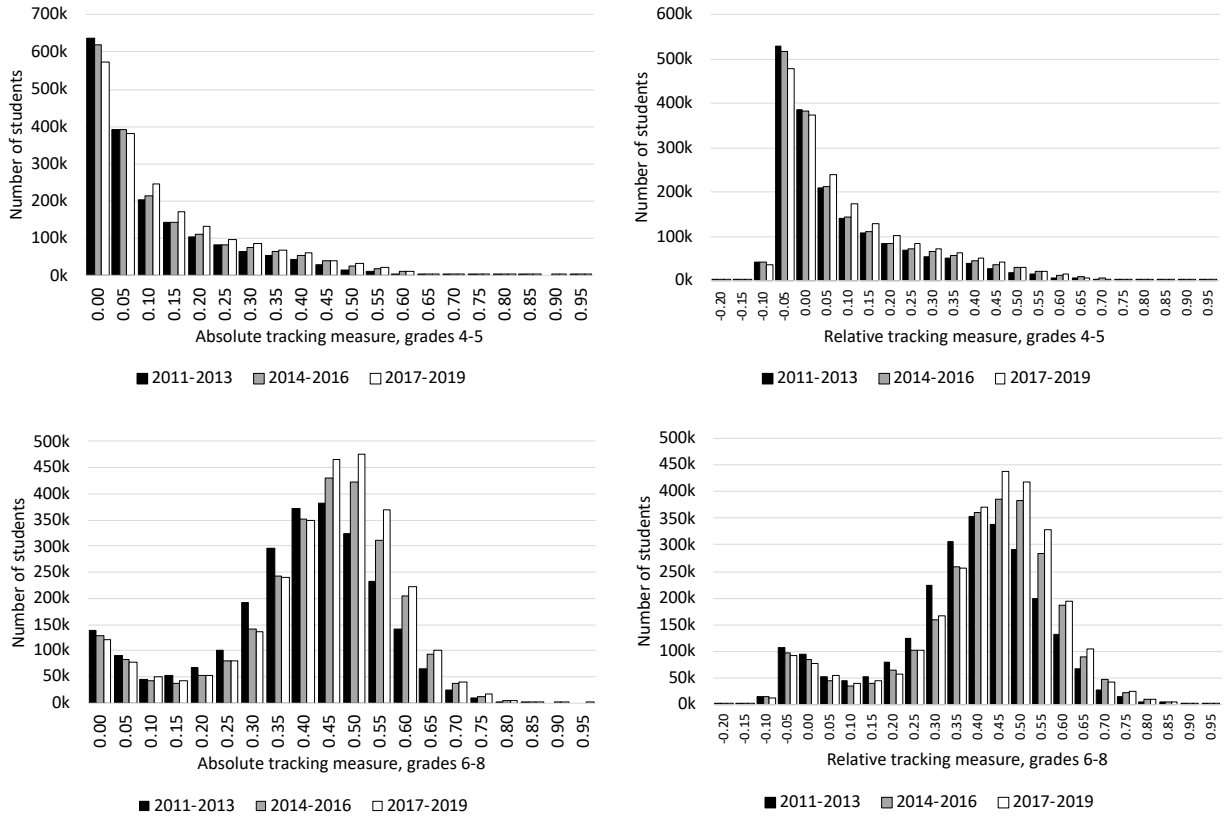 700k
600k
500k
400k
300k
200k
100k
0k
Number of students
0.00 0.05 0.10 0.15 0.20 0.25 0.30 0.35 0.40 0.45 0.50 0.55 0.60 0.65 0.70 0.75 0.80 0.85 0.90 0.95
Absolute tracking measure, grades 4-5
2011-2013 2014-2016 2017-2019
600k
500k
400k
300k
200k
100k
0k
Number of students
-0.20 -0.15 -0.10 -0.05 0.00 0.05 0.10 0.15 0.20 0.25 0.30 0.35 0.40 0.45 0.50 0.55 0.60 0.65 0.70 0.75 0.80 0.85 0.90 0.95
Relative tracking measure, grades 4-5
2011-2013 2014-2016 2017-2019
500k
450k
400k
350k
300k
250k
200k
150k
100k
50k
0k
Number of students
0.00 0.05 0.10 0.15 0.20 0.25 0.30 0.35 0.40 0.45 0.50 0.55 0.60 0.65 0.70 0.75 0.80 0.85 0.90 0.95
Absolute tracking measure, grades 6-8
2011-2013 2014-2016 2017-2019
500k
450k
400k
350k
300k
250k
200k
150k
100k
50k
0k
Number of students
-0.20 -0.15 -0.10 -0.05 0.00 0.05 0.10 0.15 0.20 0.25 0.30 0.35 0.40 0.45 0.50 0.55 0.60 0.65 0.70 0.75 0.80 0.85 0.90 0.95
Relative tracking measure, grades 6-8
2011-2013 2014-2016 2017-2019